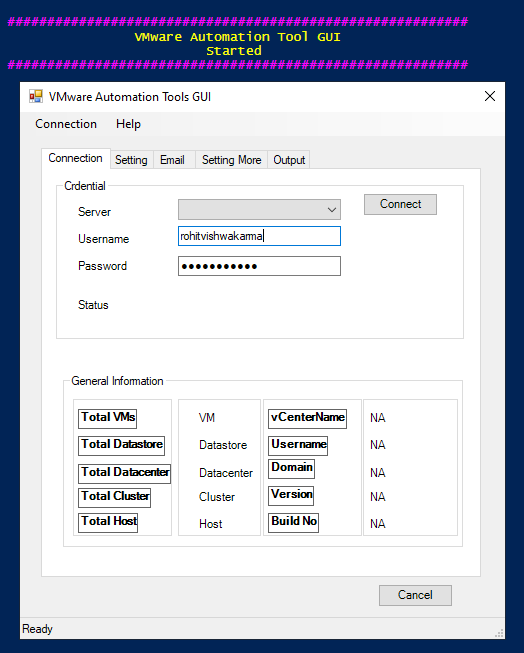 ##########################################################
VMware Automation Tool GUI
Started
##########################################################
VMware Automation Tools GUI
Connection Help
Connection Setting Email Setting More Output
Crdential
Server Connect
Username rohitvishwakarma
Password ●●●●●●●●●●●
Status
General Information
Total VMs VM vCenterName NA
Total Datastore Datastore Username NA
Total Datacenter Datacenter Domain NA
Total Cluster Cluster Version NA
Total Host Host Build No NA
Cancel
Ready